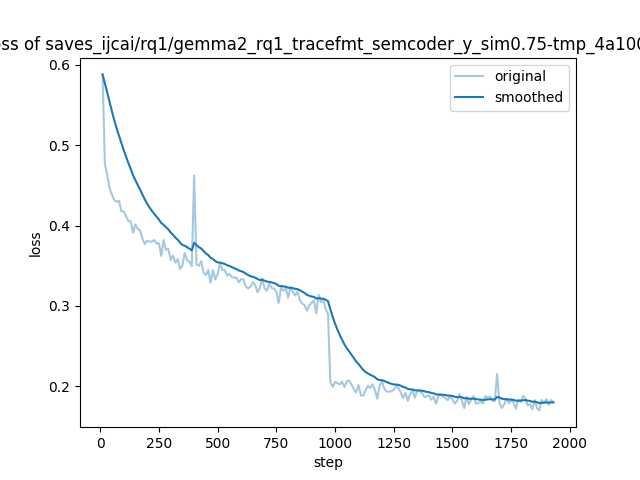 ss of saves_ijcai/rq1/gemma2_rq1_tracefmt_semcoder_y_sim0.75-tmp_4a100
original
smoothed
loss
0.6
0.5
0.4
0.3
0.2
0
250
500
750
1000
1250
1500
1750
2000
step